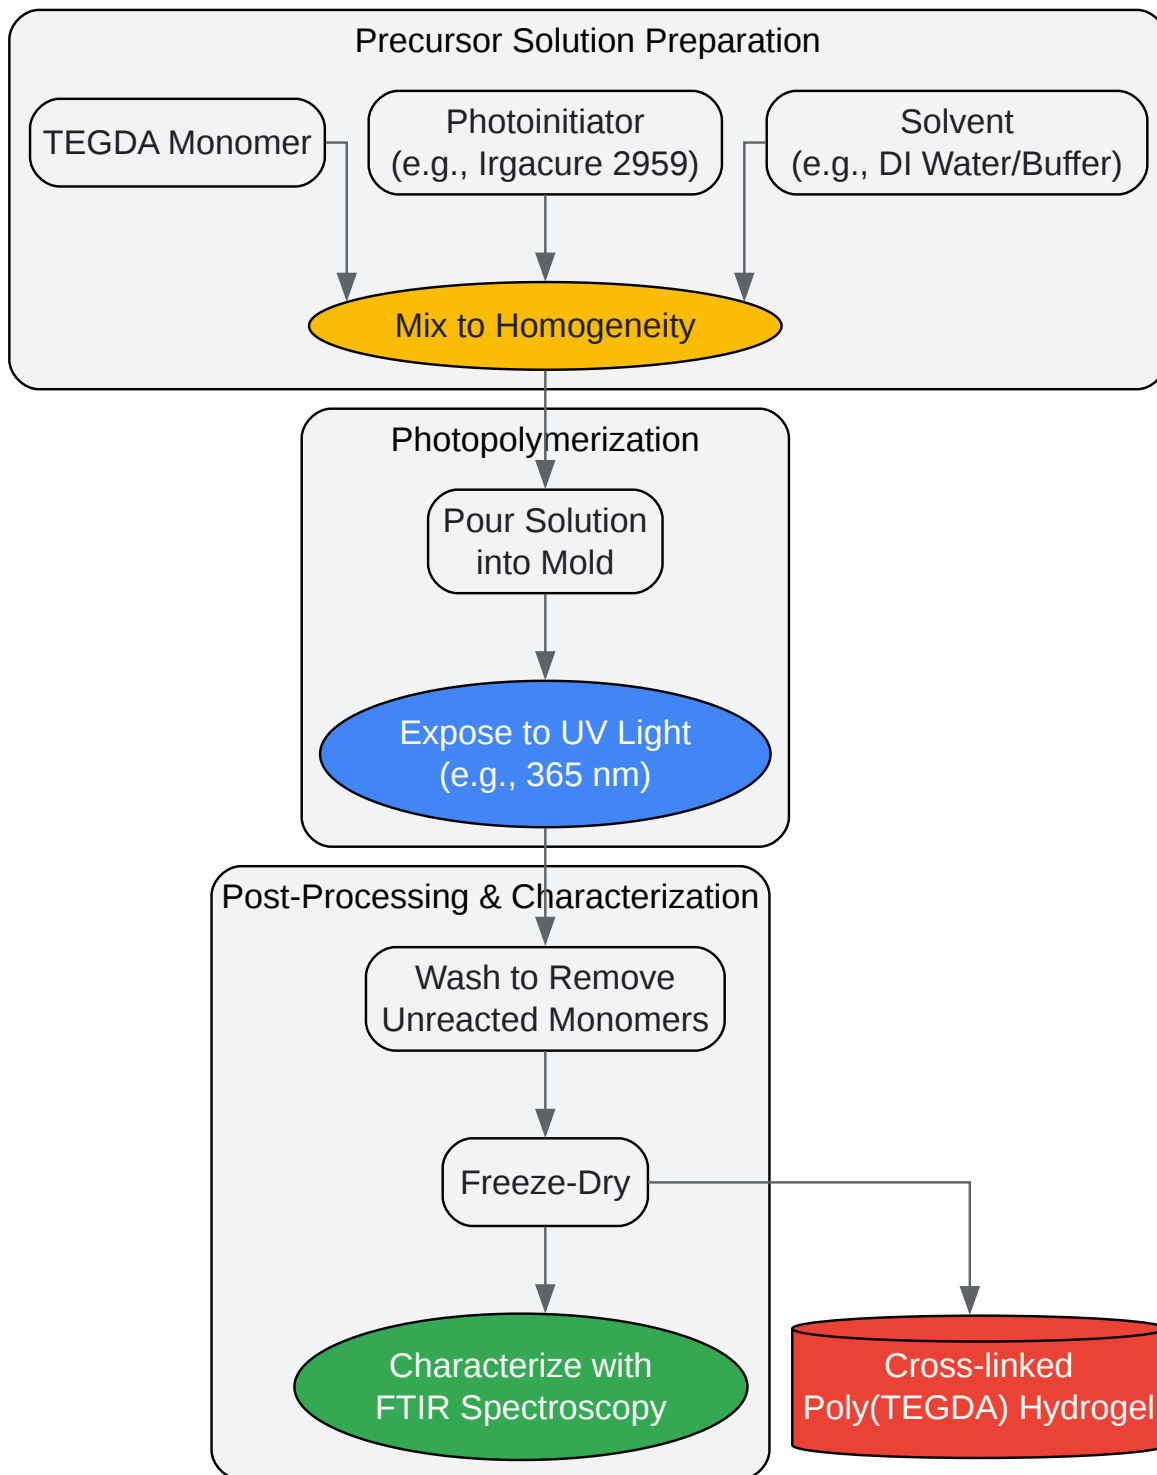 Precursor Solution Preparation
TEGDA Monomer
Photoinitiator
(e.g., Irgacure 2959)
Solvent
(e.g., DI Water/Buffer)
Mix to Homogeneity
Photopolymerization
Pour Solution
into Mold
Expose to UV Light
(e.g., 365 nm)
Post-Processing & Characterization
Wash to Remove
Unreacted Monomers
Freeze-Dry
Characterize with
FTIR Spectroscopy
Cross-linked
Poly(TEGDA) Hydrogel